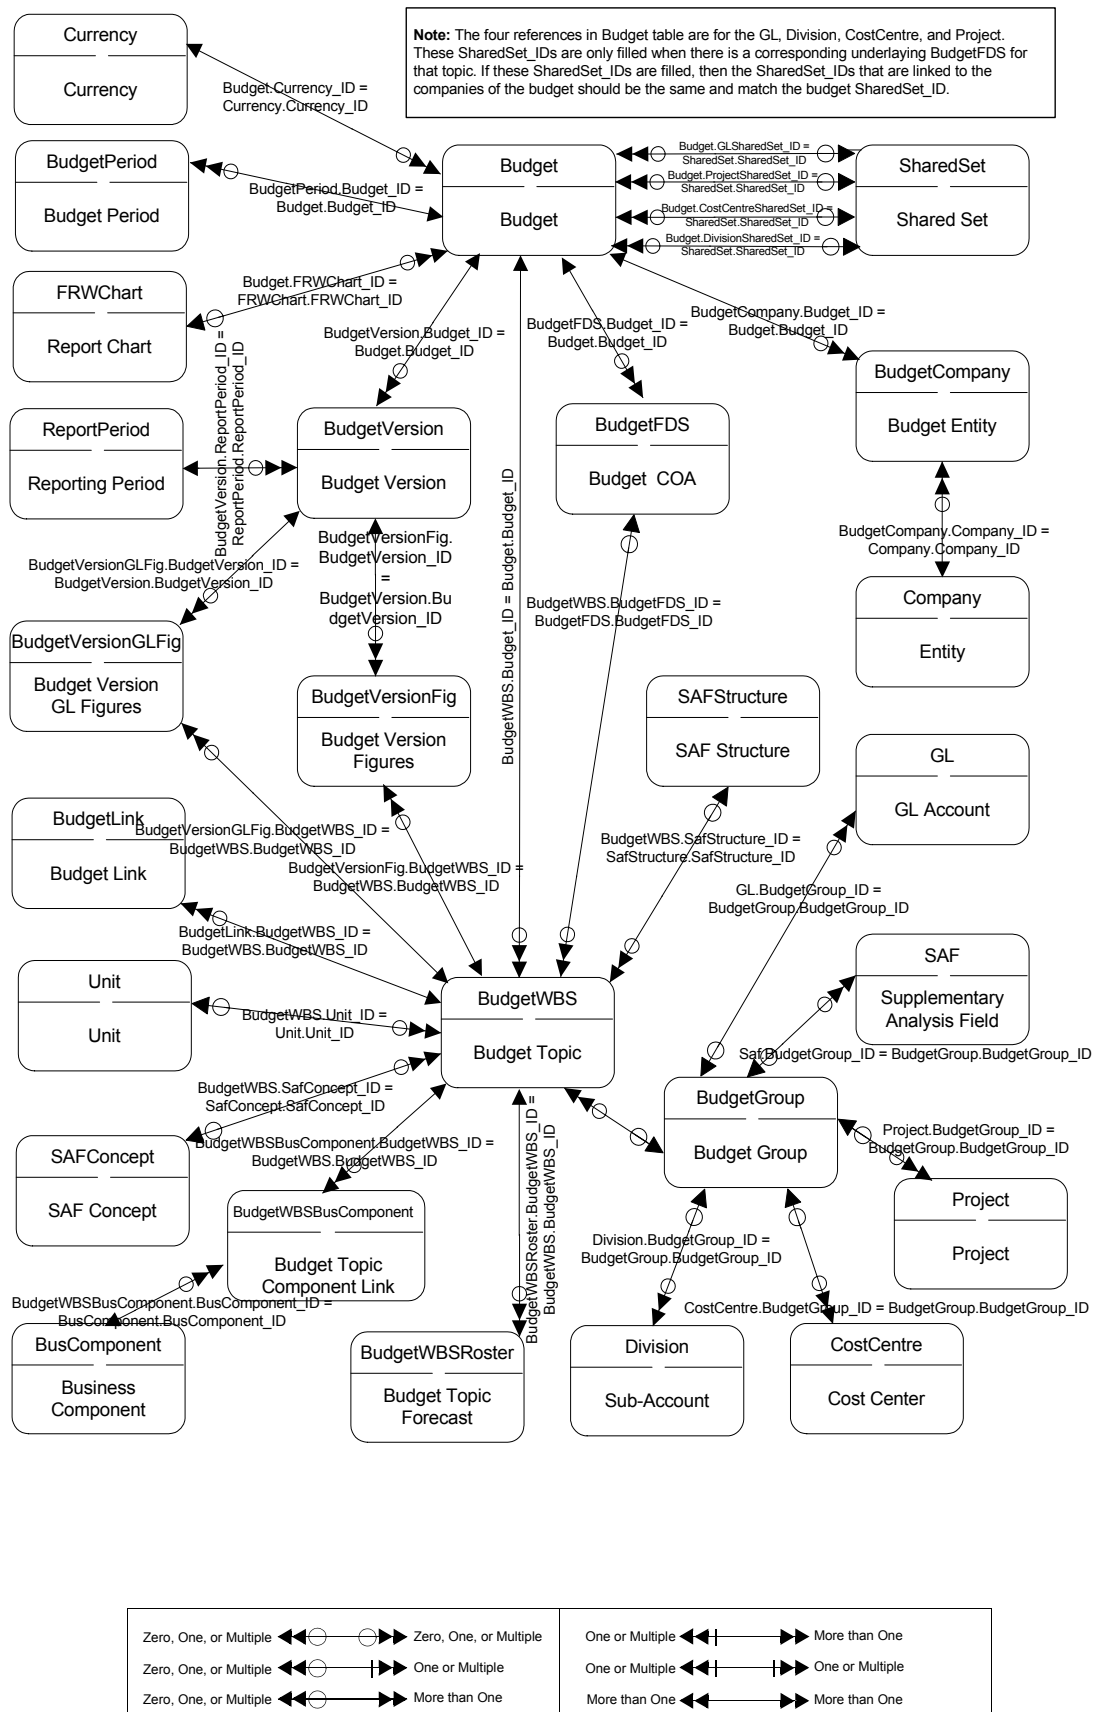 Currency
Currency
Note: The four references in Budget table are for the GL, Division, CostCentre, and Project.
These SharedSet_IDs are only filled when there is a corresponding underlaying BudgetFDS for
that topic. If these SharedSet_IDs are filled, then the SharedSet_IDs that are linked to the
companies of the budget should be the same and match the budget SharedSet_ID.
Budget.Currency_ID =
Currency.Currency_ID
BudgetPeriod
Budget Period
BudgetPeriod.Budget_ID =
Budget.Budget_ID
Budget
Budget
Budget.GLSharedSet_ID =
SharedSet.SharedSet_ID
Budget.ProjectSharedSet_ID =
SharedSet.SharedSet_ID
Budget.CostCentreSharedSet_ID=
SharedSet.SharedSet_ID
Budget.DivisionSharedSet_ID =
SharedSet.SharedSet_ID
SharedSet
Shared Set
FRWChart
Report Chart
Budget.FRWChart_ID =
FRWChart.FRWChart_ID
BudgetVersion.Budget_ID =
Budget.Budget_ID
BudgetFDS.Budget_ID =
Budget.Budget_ID
BudgetCompany.Budget_ID =
Budget.Budget_ID
BudgetCompany
Budget Entity
ReportPeriod
Reporting Period
BudgetVersion.ReportPeriod_ID =
ReportPeriod.ReportPeriod_ID
BudgetVersion
Budget Version
BudgetFDS
Budget COA
BudgetWBS.Budget_ID = Budget.Budget_ID
BudgetCompany.Company_ID =
Company.Company_ID
BudgetVersionGLFig.BudgetVersion_ID =
BudgetVersion.BudgetVersion_ID
BudgetVersionFig.
BudgetVersion_ID
=
BudgetVersion.Bu
dgetVersion_ID
BudgetWBS.BudgetFDS_ID =
BudgetFDS.BudgetFDS_ID
Company
Entity
BudgetVersionGLFig
Budget Version
GL Figures
BudgetVersionFig
Budget Version
Figures
SAFStructure
SAF Structure
GL
GL Account
BudgetLink
Budget Link
BudgetVersionGLFig.BudgetWBS_ID =
BudgetWBS.BudgetWBS_ID
BudgetVersionFig.BudgetWBS_ID =
BudgetWBS.BudgetWBS_ID
BudgetWBS.SafStructure_ID =
SafStructure.SafStructure_ID
GL.BudgetGroup_ID =
BudgetGroup.BudgetGroup_ID
BudgetLink.BudgetWBS_ID =
BudgetWBS.BudgetWBS_ID
Unit
Unit
BudgetWBS.Unit_ID =
Unit.Unit_ID
BudgetWBS
Budget Topic
SAF
Supplementary
Analysis Field
Saf.BudgetGroup_ID = BudgetGroup.BudgetGroup_ID
BudgetWBS.SafConcept_ID =
SafConcept.SafConcept_ID
BudgetGroup
Budget Group
Project.BudgetGroup_ID =
BudgetGroup.BudgetGroup_ID
SAFConcept
SAF Concept
BudgetWBSBusComponent.BudgetWBS_ID =
BudgetWBS.BudgetWBS_ID
BudgetWBSRoster.BudgetWBS_ID =
BudgetWBS.BudgetWBS_ID
BudgetWBSBusComponent
Budget Topic
Component Link
Project
Project
Division.BudgetGroup_ID =
BudgetGroup.BudgetGroup_ID
BudgetWBSBusComponent.BusComponent_ID =
BusComponent.BusComponent_ID
CostCentre.BudgetGroup_ID = BudgetGroup.BudgetGroup_ID
BusComponent
Business
Component
BudgetWBSRoster
Budget Topic
Forecast
Division
Sub-Account
CostCentre
Cost Center
Zero, One, or Multiple
Zero, One, or Multiple
One or Multiple
More than One
Zero, One, or Multiple
One or Multiple
One or Multiple
One or Multiple
Zero, One, or Multiple
More than One
More than One
More than One